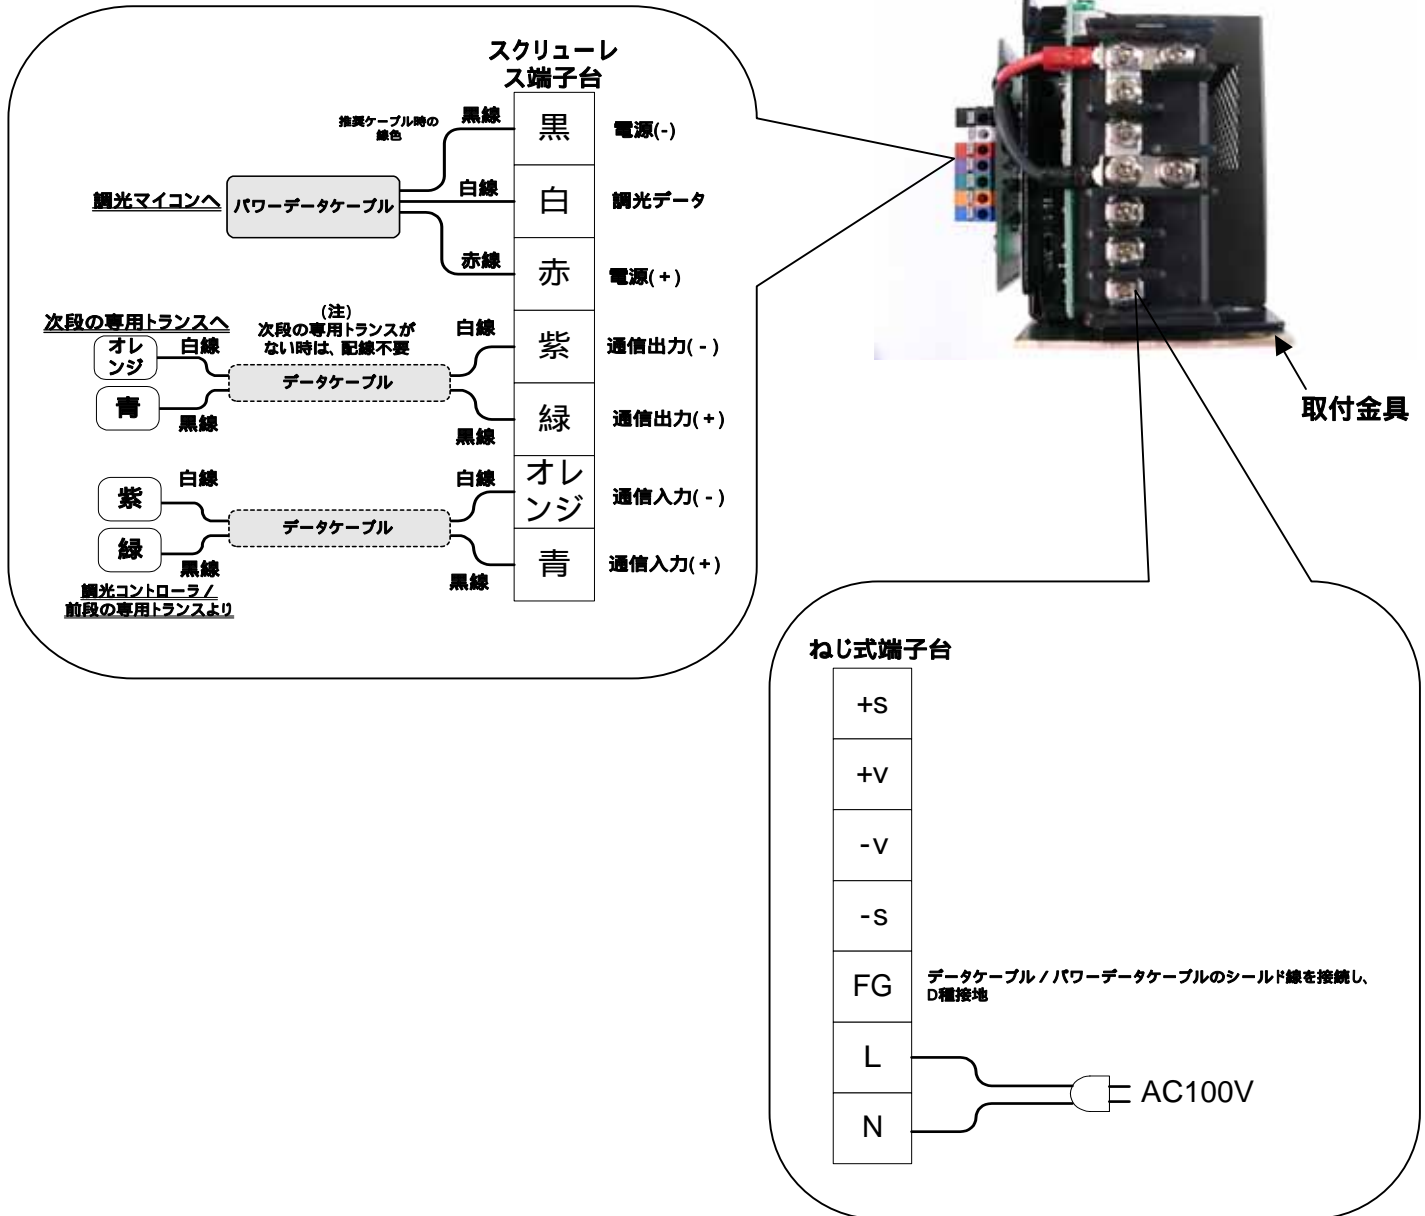 スクリューレ
ス端子台
推奨ケーブル時の
線色
黒線
黒
電源(-)
調光マイコンへ
パワーデータケーブル
白線
白
調光データ
赤線
赤
電源(+)
次段の専用トランスへ
(注)
次段の専用トランスが
ない時は、配線不要
オレ
ンジ
白線
データケーブル
白線
紫
通信出力(-)
青
黒線
黒線
緑
通信出力(+)
紫
白線
データケーブル
白線
オレ
ンジ
通信入力(-)
緑
黒線
黒線
青
通信入力(+)
調光コントローラ/
前段の専用トランスより
取付金具
ねじ式端子台
+s
+v
-v
-s
FG
データケーブル/パワーデータケーブルのシールド線を接続し、
D種接地
L
N
AC100V